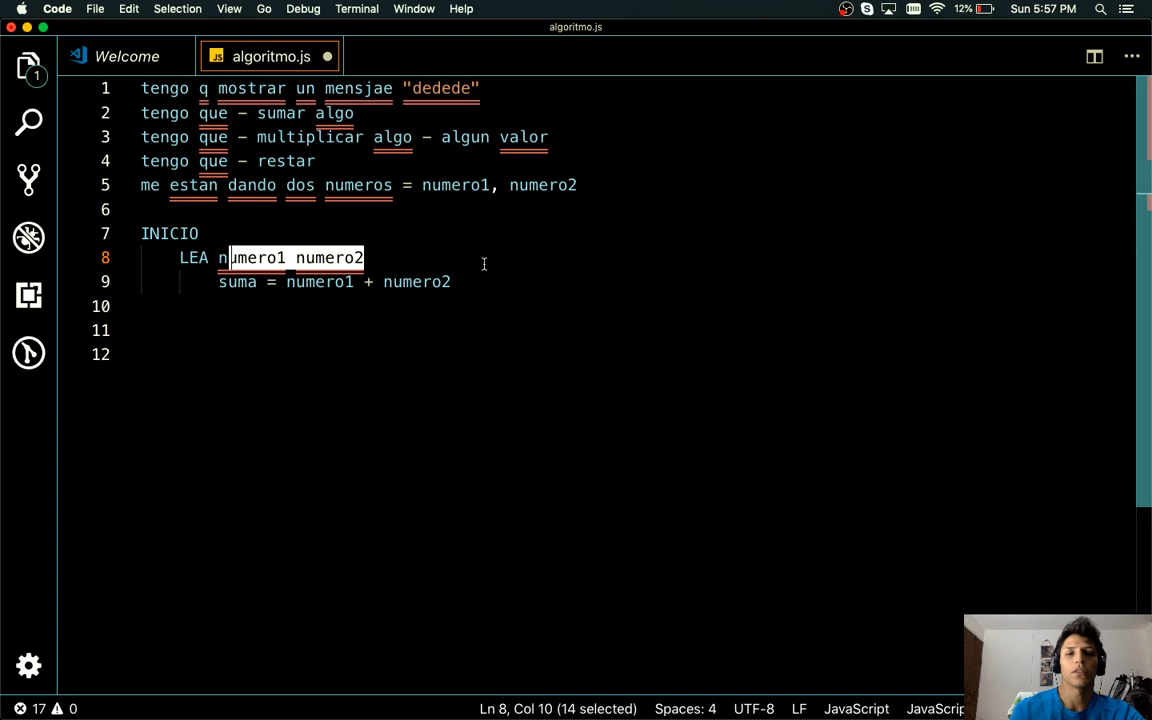 Code File Edit Selection View Go Debug Terminal Window Help 12% Sun 5:57 PM
algoritmo.js
Welcome JS algoritmo.js
1
1 tengo q mostrar un mensjae "dedede"
2 tengo que - sumar algo
3 tengo que - multiplicar algo - algun valor
4 tengo que - restar
5 me estan dando dos numeros = numero1, numero2
6
7 INICIO
8 LEA numero1 numero2
9 suma = numero1 + numero2
10
11
12
17 0 Ln 8, Col 10 (14 selected) Spaces: 4 UTF-8 LF JavaScript JavaScrip